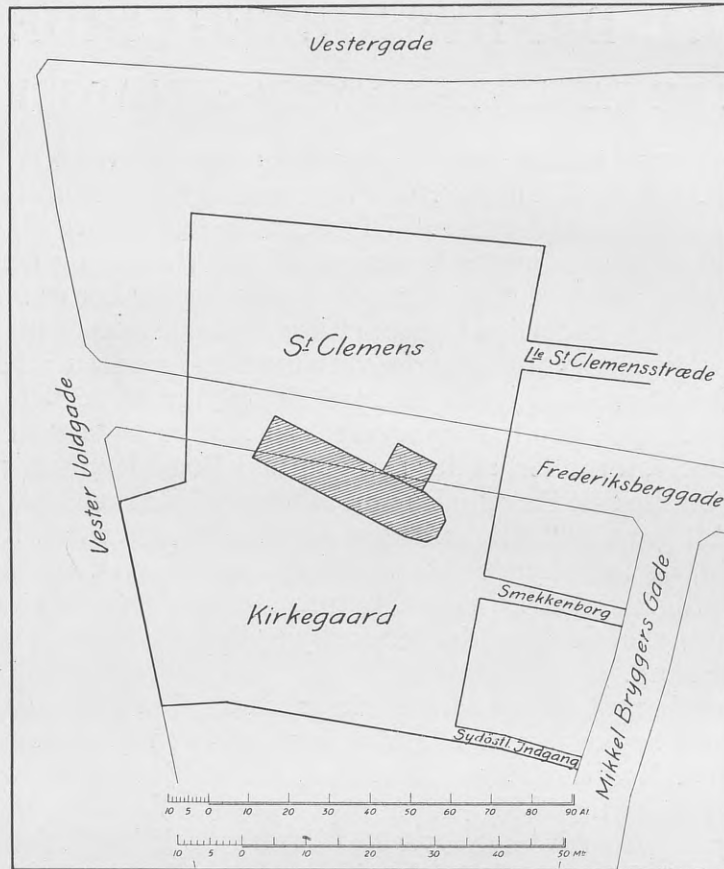 Vestergade
St Clemens
Lle St Clemensstræde
Vester Voldgade
Frederiksberggade
Kirkegaard
Smekkenborg
Mikkel Bryggers Gade
Sydöstl. Indgang
10 5 0 10 20 30 40 50 60 70 80 90 Al
10 5 0 10 20 30 40 50 Mtr